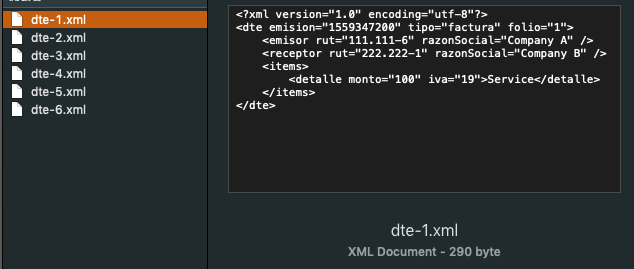 dte-1.xml
dte-2.xml
dte-3.xml
dte-4.xml
dte-5.xml
dte-6.xml
<?xml version="1.0" encoding="utf-8"?>
<dte emision="1559347200" tipo="factura" folio="1">
    <emisor rut="111.111-6" razonSocial="Company A" />
    <receptor rut="222.222-1" razonSocial="Company B" />
    <items>
        <detalle monto="100" iva="19">Service</detalle>
    </items>
</dte>
dte-1.xml
XML Document - 290 byte